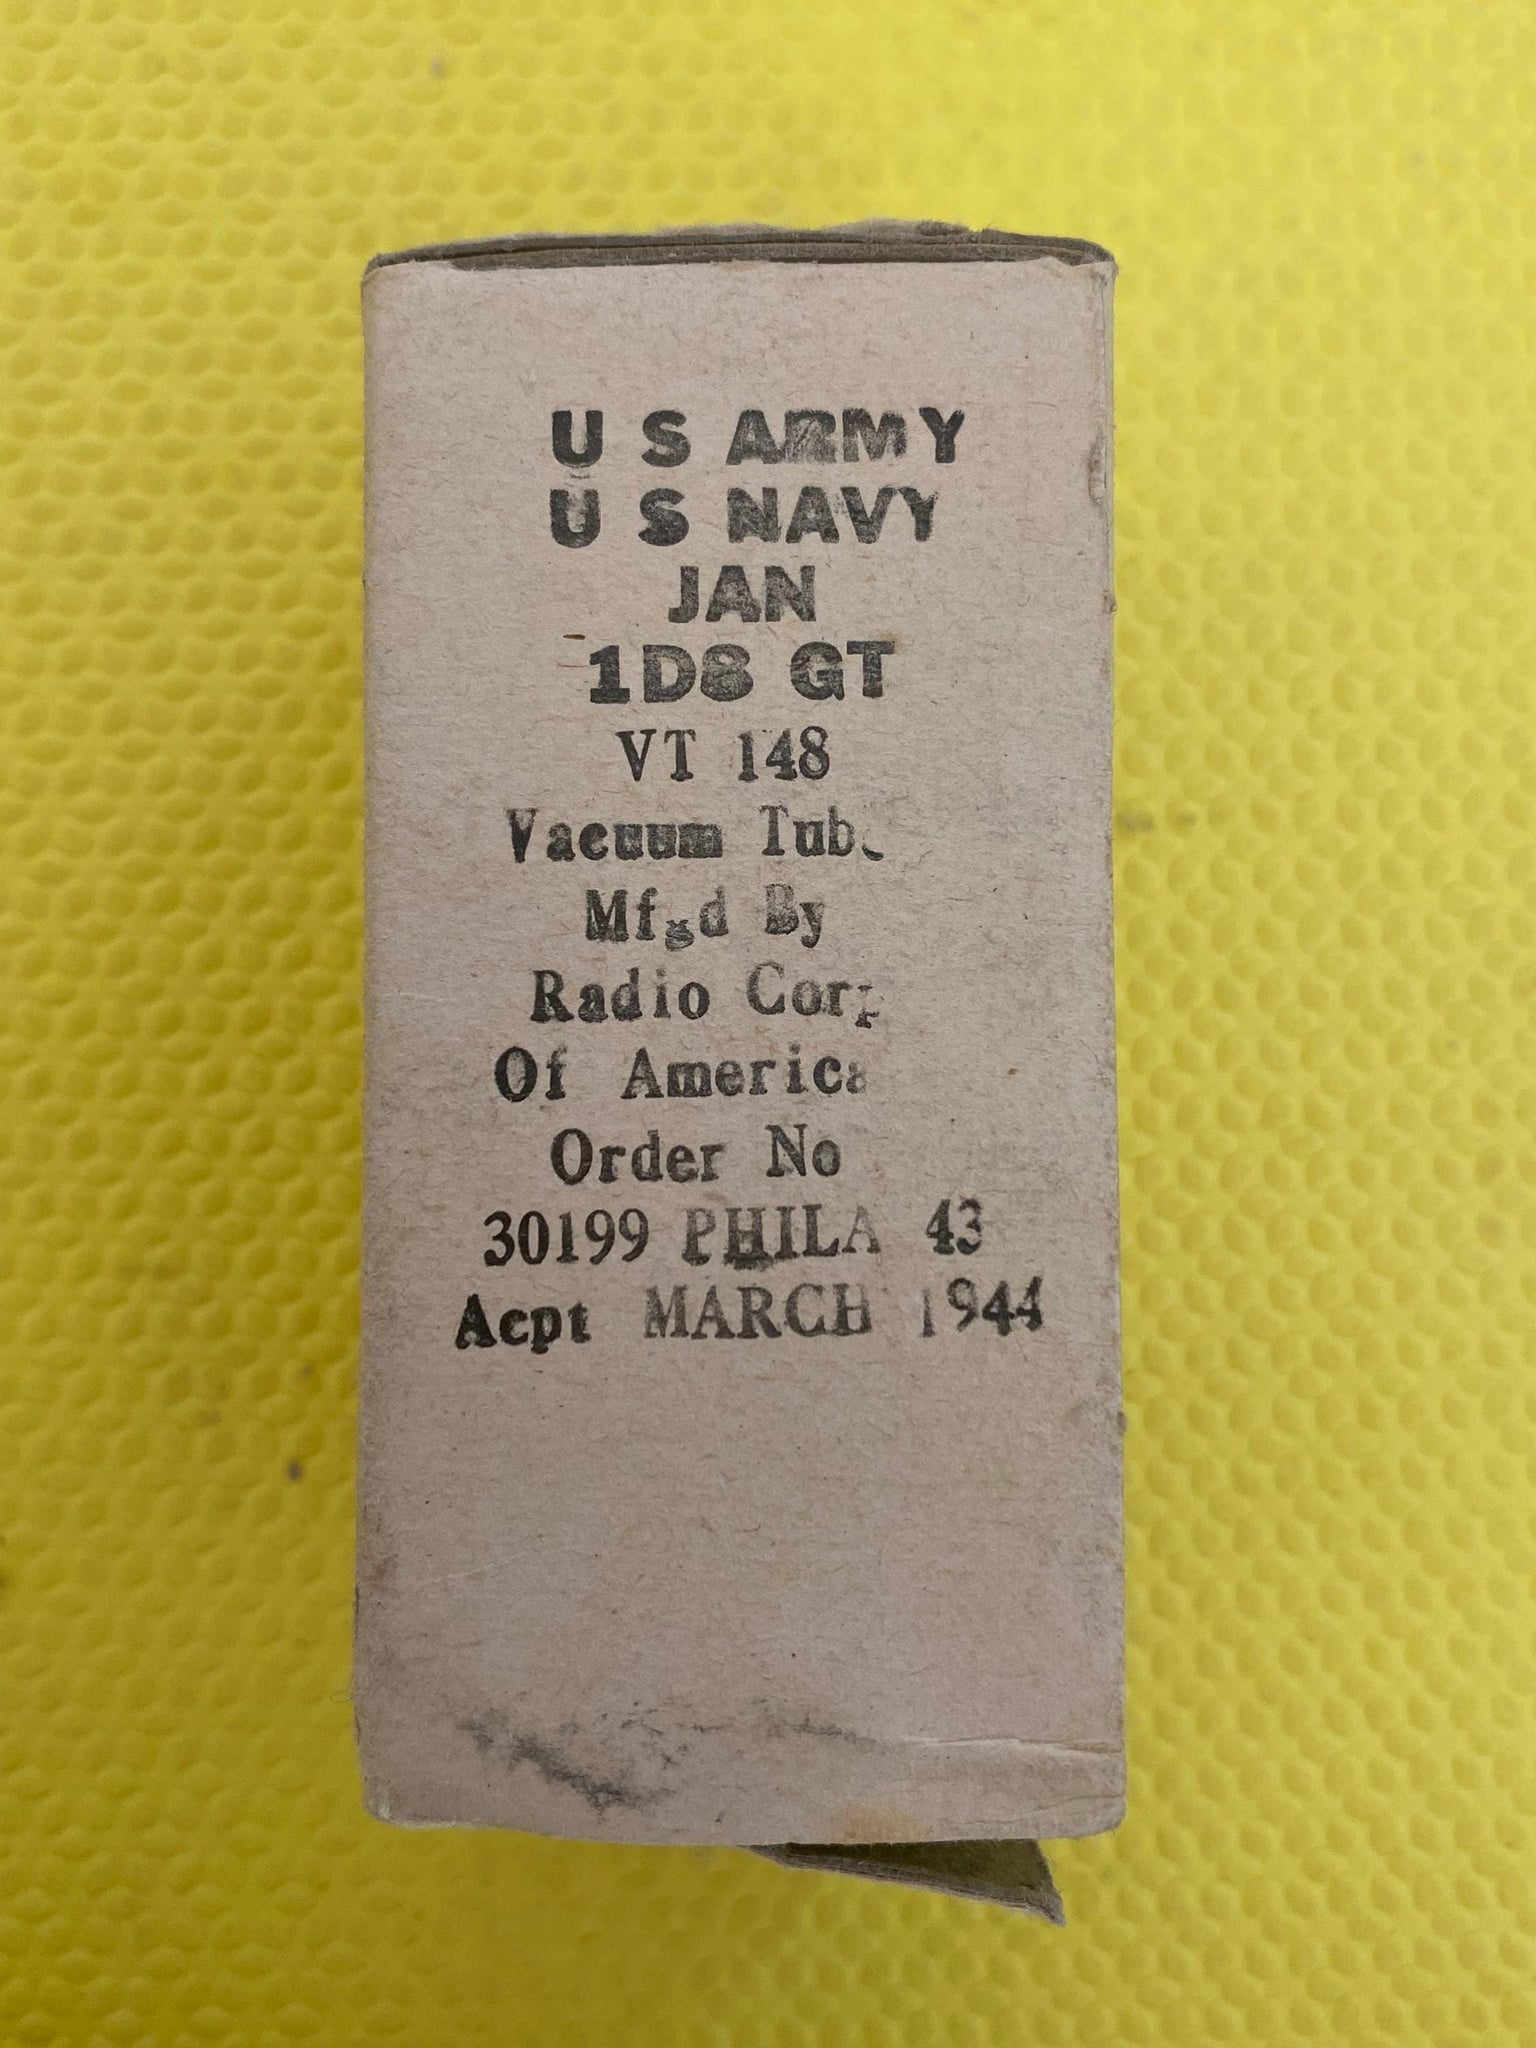 U S ARMY
U S NAVY
JAN
1D8 GT
VT 148
Vacuum Tube
Mfgd By
Radio Corp
Of America
Order No
30199 PHILA 43
Acpt MARCH 1944